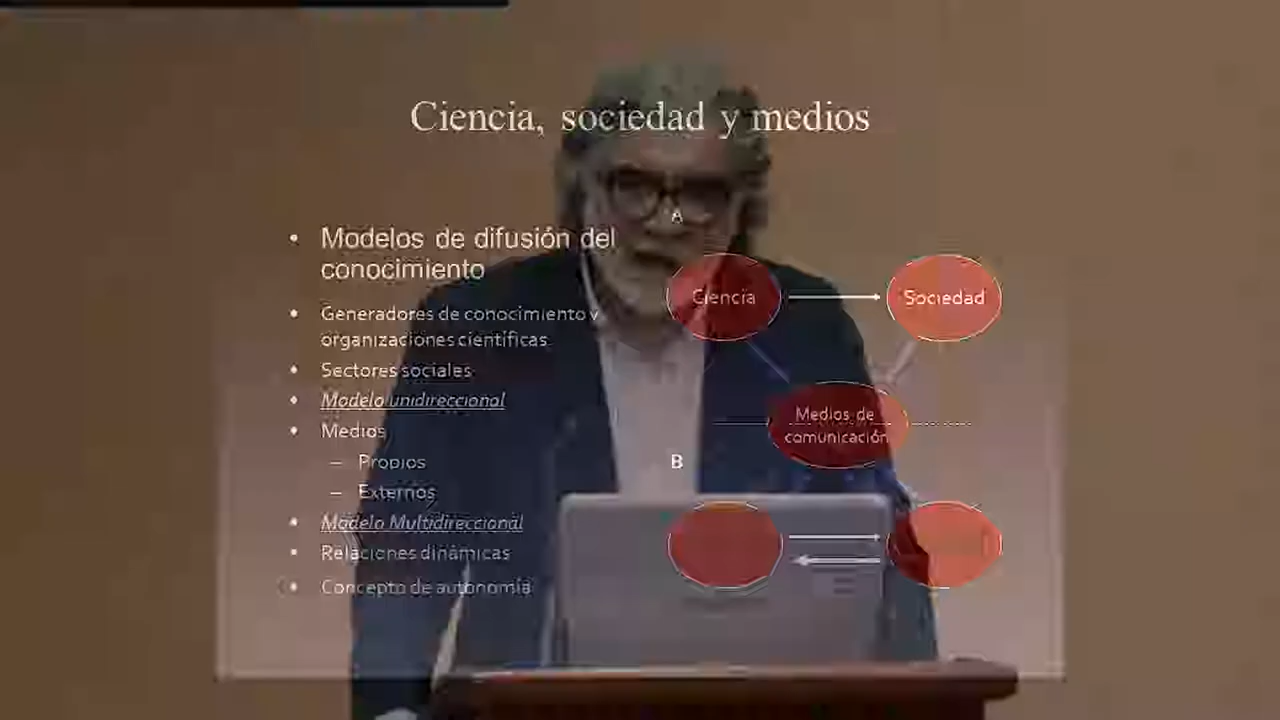 Ciencia, sociedad y medios
• Modelos de difusión del
conocimiento
• Generadores de conocimiento y
organizaciones científicas
• Sectores sociales
• Modelo unidireccional
• Medios
– Propios
– Externos
• Modelo Multidireccional
• Relaciones dinámicas
• Concepto de autonomía
A
Ciencia
Sociedad
Medios de
comunicación
B